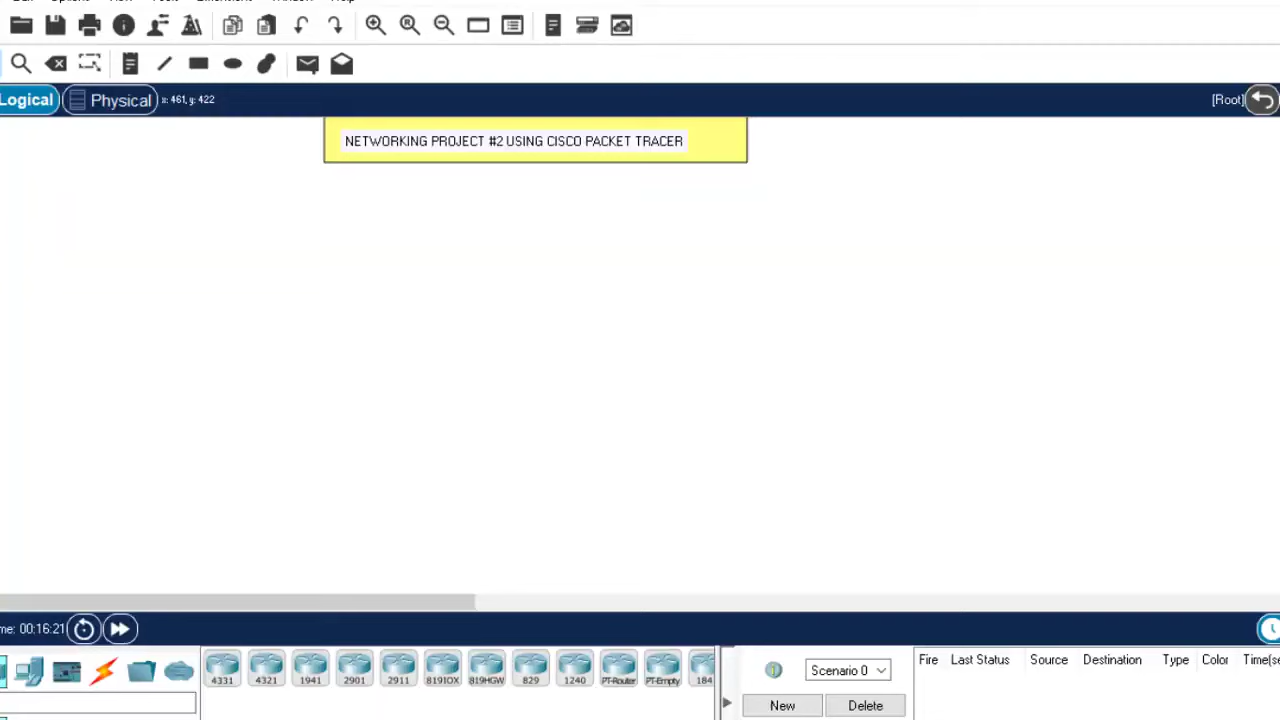 Logical
Physical
x: 461, y: 422
[Root]
NETWORKING PROJECT #2 USING CISCO PACKET TRACER
me: 00:16:21
4331
4321
1941
2901
2911
819IOX
819HGW
829
1240
PT-Router
PT-Empty
184
Scenario 0
New
Delete
Fire
Last Status
Source
Destination
Type
Color
Time(se